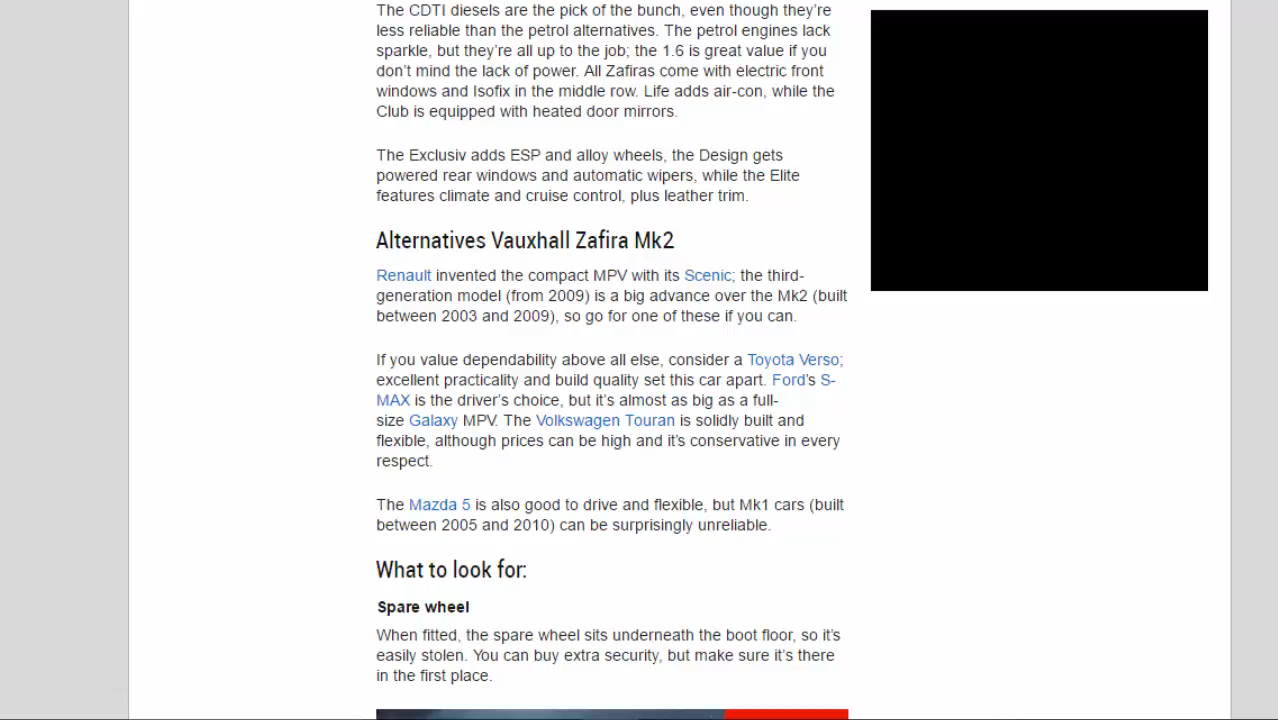 The CDTI diesels are the pick of the bunch, even though they’re
less reliable than the petrol alternatives. The petrol engines lack
sparkle, but they’re all up to the job; the 1.6 is great value if you
don’t mind the lack of power. All Zafiras come with electric front
windows and Isofix in the middle row. Life adds air-con, while the
Club is equipped with heated door mirrors.
The Exclusiv adds ESP and alloy wheels, the Design gets
powered rear windows and automatic wipers, while the Elite
features climate and cruise control, plus leather trim.
Alternatives Vauxhall Zafira Mk2
Renault invented the compact MPV with its Scenic; the third-
generation model (from 2009) is a big advance over the Mk2 (built
between 2003 and 2009), so go for one of these if you can.
If you value dependability above all else, consider a Toyota Verso;
excellent practicality and build quality set this car apart. Ford’s S-
MAX is the driver’s choice, but it’s almost as big as a full-
size Galaxy MPV. The Volkswagen Touran is solidly built and
flexible, although prices can be high and it’s conservative in every
respect.
The Mazda 5 is also good to drive and flexible, but Mk1 cars (built
between 2005 and 2010) can be surprisingly unreliable.
What to look for:
Spare wheel
When fitted, the spare wheel sits underneath the boot floor, so it’s
easily stolen. You can buy extra security, but make sure it’s there
in the first place.